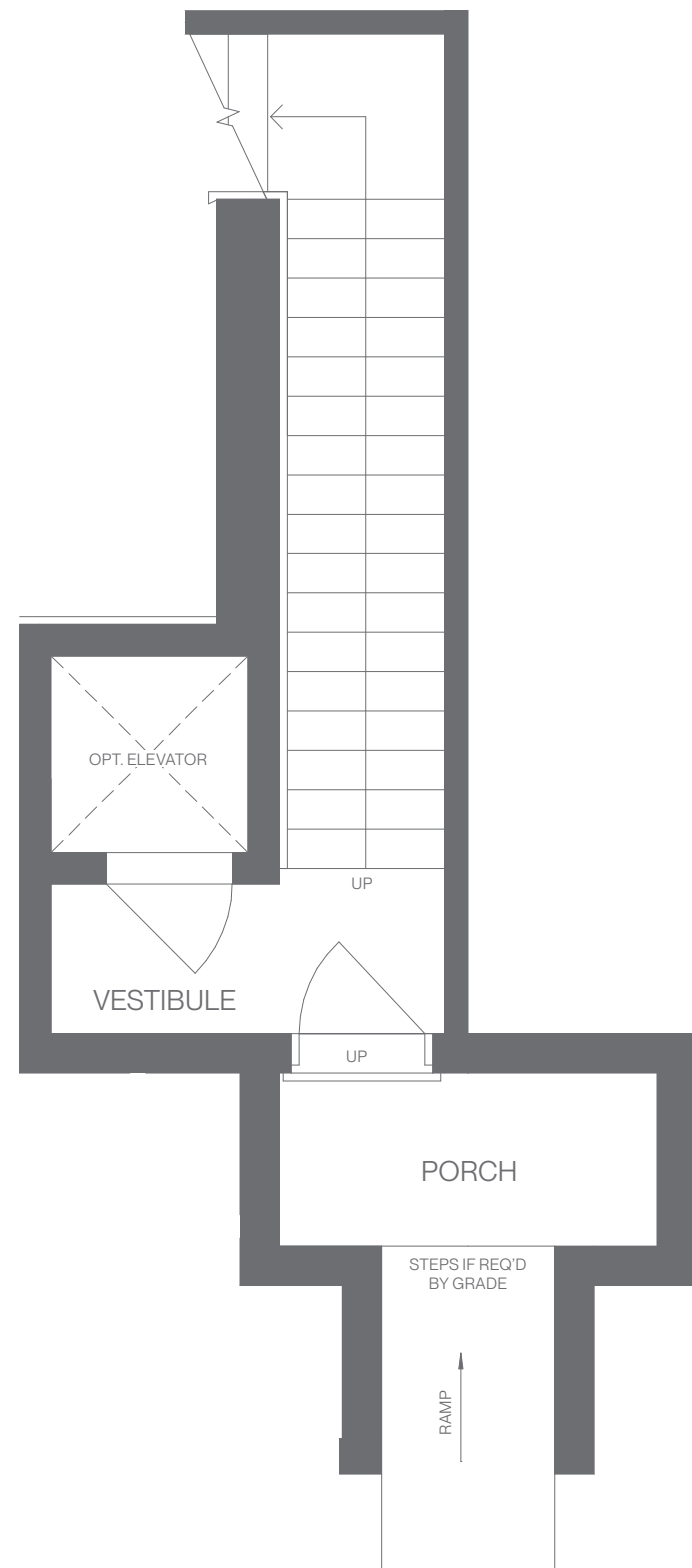 OPT. ELEVATOR
UP
VESTIBULE
UP
PORCH
STEPS IF REQ'D
BY GRADE
RAMP